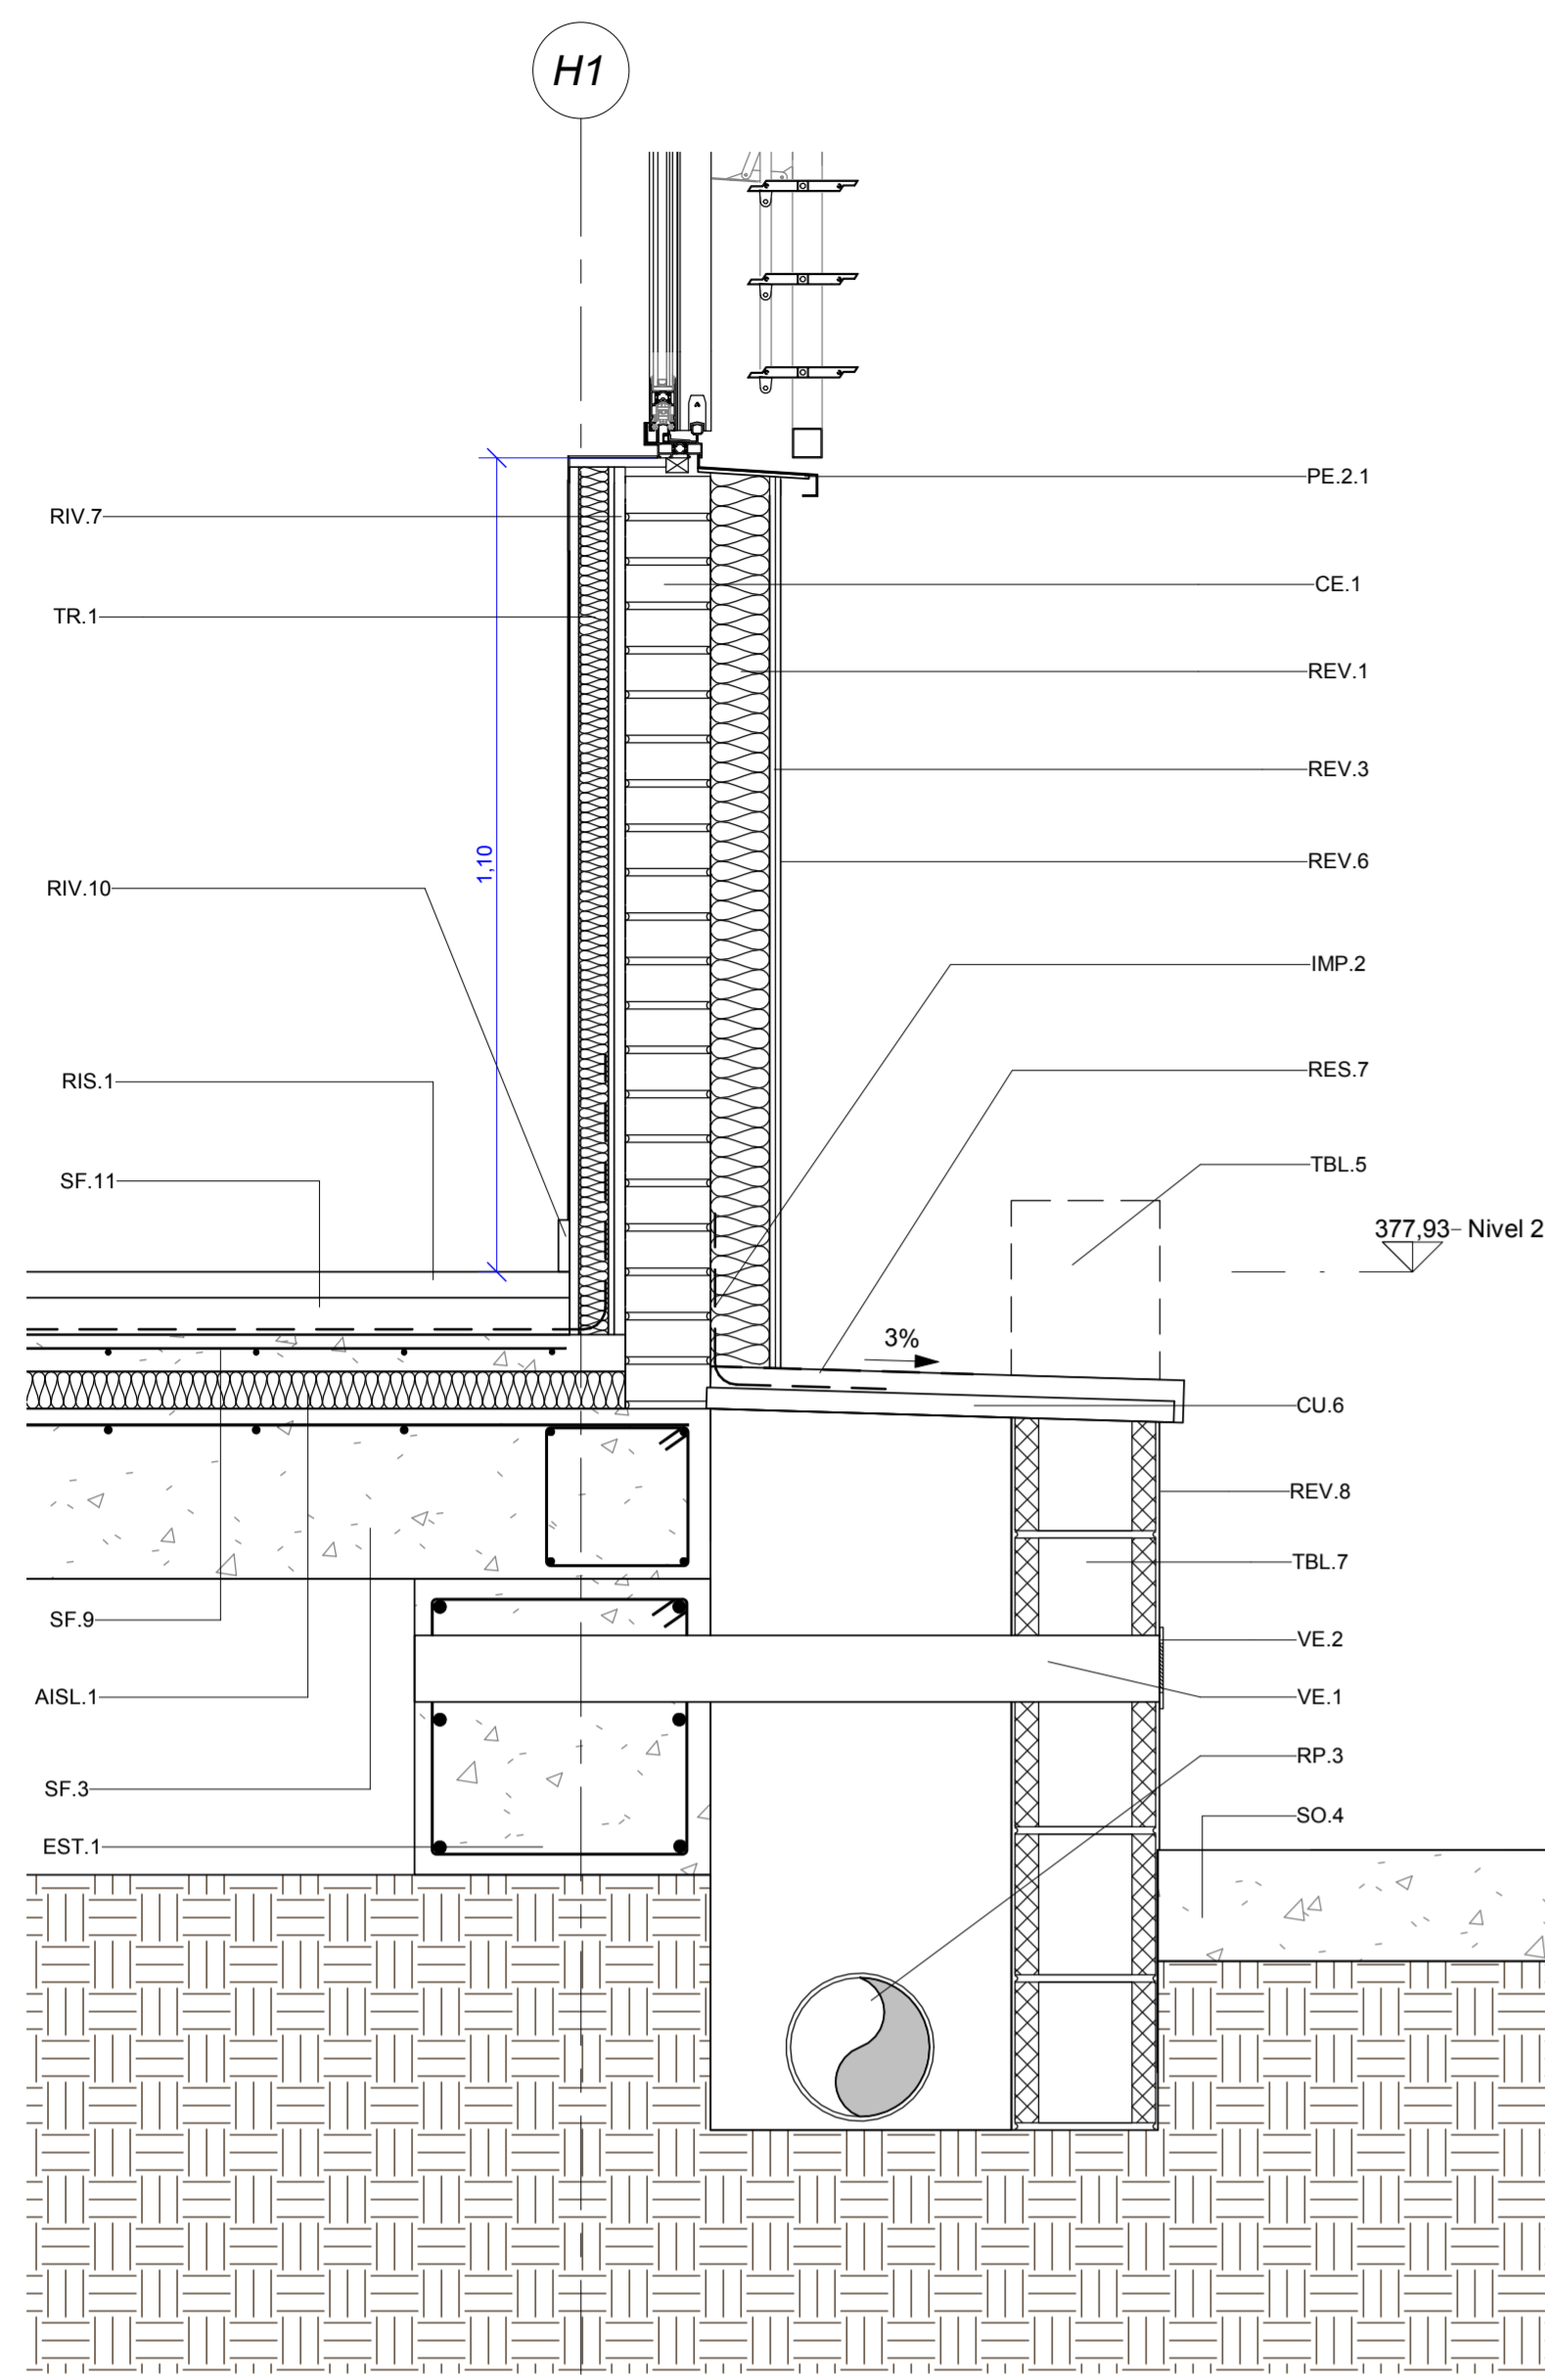 H1
PE.2.1
RIV.7
CE.1
TR.1
REV.1
REV.3
1,10
REV.6
RIV.10
IMP.2
RES.7
RIS.1
TBL.5
SF.11
377,93 Nivel 2
3%
CU.6
REV.8
TBL.7
SF.9
VE.2
AISL.1
VE.1
RP.3
SF.3
SO.4
EST.1